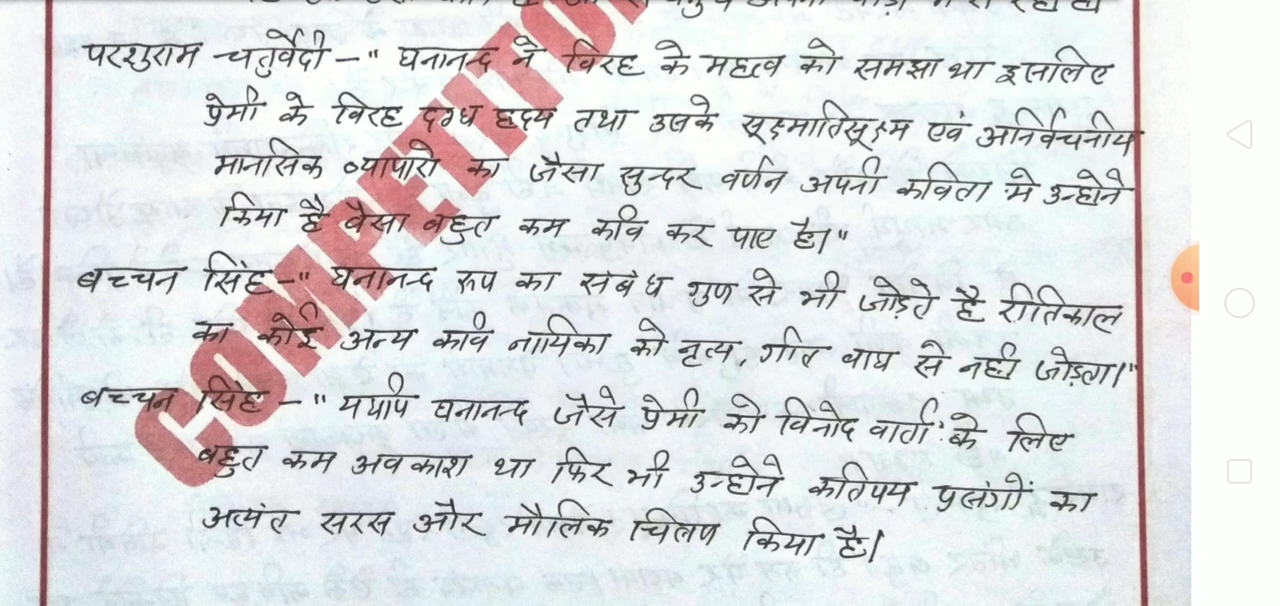 परशुराम चतुर्वेदी - " घनानन्द ने विरह के महत्व को समझा था इसलिए
प्रेमी के विरह दग्ध हृदय तथा उसके सूक्ष्मातिसूक्ष्म एवं अनिर्वचनीय
मानसिक व्यापारो का जैसा सुन्दर वर्णन अपनी कविता मे उन्होने
किया है वैसा बहुत कम कवि कर पाए है।"
बच्चन सिंह - " घनानन्द रूप का संबंध गुण से भी जोड़ते है रीतिकाल
का कोई अन्य कवि नायिका को नृत्य गीत वाघ से नही जोड़ता।"
बच्चन सिंह - " यद्यपि घनानन्द जैसे प्रेमी को विनोद वार्ता के लिए
बहुत कम अवकाश था फिर भी उन्होने कतिपय प्रसंगों का
अत्यंत सरस और मौलिक चित्रण किया है।
COMPETITO